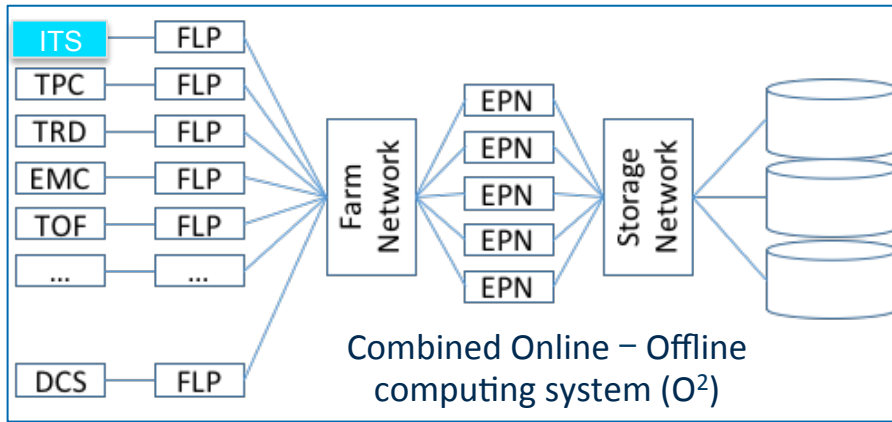 ITS FLP
TPC FLP
TRD FLP
EMC FLP
TOF FLP
... ...
DCS FLP
Farm
Network
EPN
EPN
EPN
EPN
EPN
Storage
Network
Combined Online – Offline
computing system (O²)